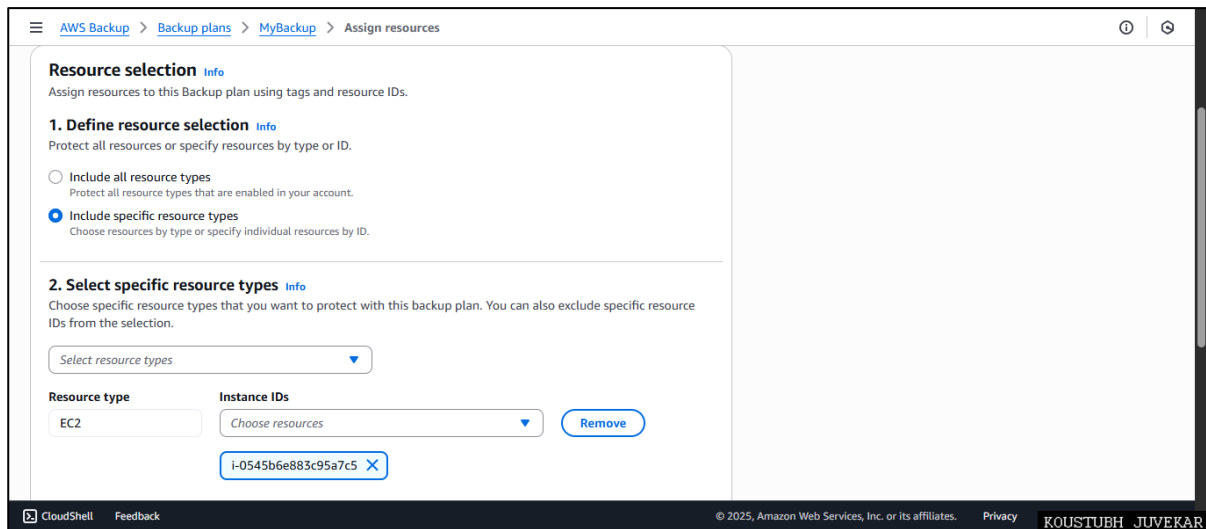 AWS Backup > Backup plans > MyBackup > Assign resources
Resource selection Info
Assign resources to this Backup plan using tags and resource IDs.
1. Define resource selection Info
Protect all resources or specify resources by type or ID.
Include all resource types
Protect all resource types that are enabled in your account.
Include specific resource types
Choose resources by type or specify individual resources by ID.
2. Select specific resource types Info
Choose specific resource types that you want to protect with this backup plan. You can also exclude specific resource
IDs from the selection.
Select resource types
Resource type Instance IDs
EC2 Choose resources Remove
i-0545b6e883c95a7c5
CloudShell Feedback © 2025, Amazon Web Services, Inc. or its affiliates. Privacy
KOUSTUBH JUVEKAR